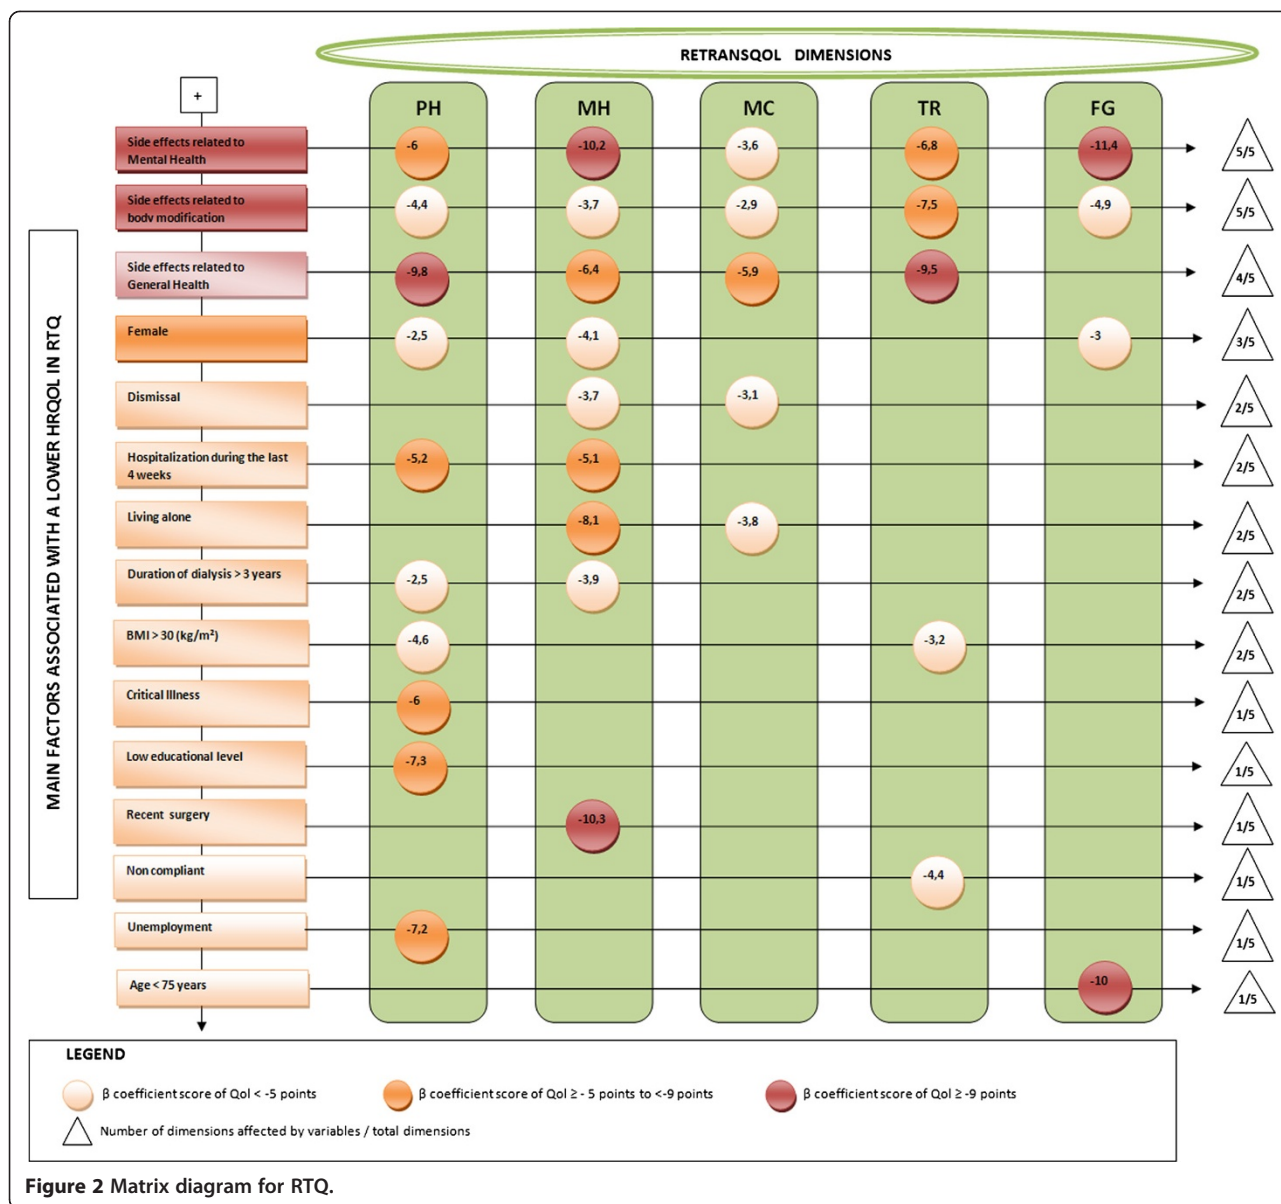 RETRANSQOL DIMENSIONS
+
PH MH MC TR FG
Side effects related to
Mental Health
-6 -10,2 -3,6 -6,8 -11,4 5/5
Side effects related to
body modification
-4,4 -3,7 -2,9 -7,5 -4,9 5/5
MAIN FACTORS ASSOCIATED WITH A LOWER HRQOL IN RTQ
Side effects related to
General Health
-9,8 -6,4 -5,9 -9,5 4/5
Female -2,5 -4,1 -3 3/5
Dismissal -3,7 -3,1 2/5
Hospitalization during the last
4 weeks
-5,2 -5,1 2/5
Living alone -8,1 -3,8 2/5
Duration of dialysis > 3 years -2,5 -3,9 2/5
BMI > 30 (kg/m²) -4,6 -3,2 2/5
Critical Illness -6 1/5
Low educational level -7,3 1/5
Recent surgery -10,3 1/5
Non compliant -4,4 1/5
Unemployment -7,2 1/5
Age < 75 years -10 1/5
LEGEND
β coefficient score of Qol < -5 points β coefficient score of Qol ≥ - 5 points to <-9 points β coefficient score of Qol ≥ -9 points
Number of dimensions affected by variables / total dimensions
Figure 2 Matrix diagram for RTQ.